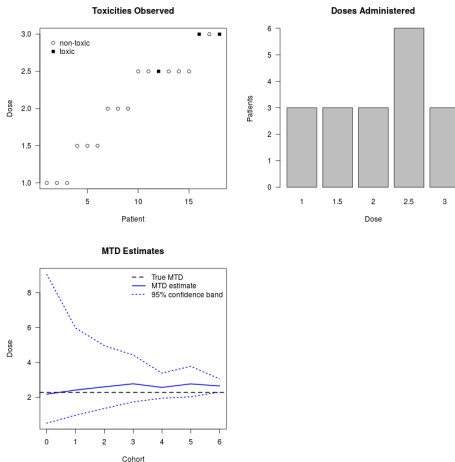 Toxicities Observed
3.0
2.5
2.0
1.5
1.0
Dose
non-toxic
toxic
5
10
15
Patient
Doses Administered
6
5
4
3
2
1
0
Patients
1
1.5
2
2.5
3
Dose
MTD Estimates
8
6
4
2
Dose
True MTD
MTD estimate
95% confidence band
0
1
2
3
4
5
6
Cohort